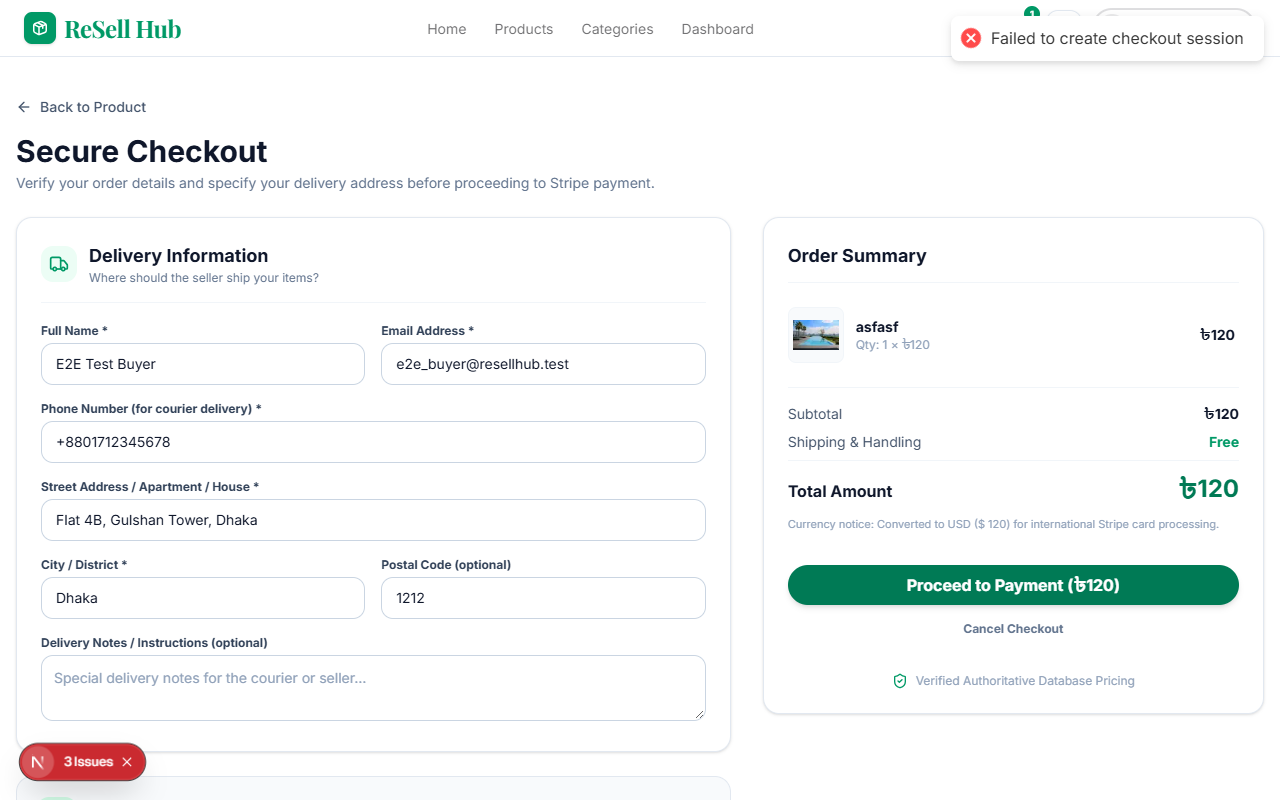 ReSell Hub
Home
Products
Categories
Dashboard
1
Failed to create checkout session
Back to Product
Secure Checkout
Verify your order details and specify your delivery address before proceeding to Stripe payment.
Delivery Information
Where should the seller ship your items?
Full Name *
E2E Test Buyer
Email Address *
e2e_buyer@resellhub.test
Phone Number (for courier delivery) *
+8801712345678
Street Address / Apartment / House *
Flat 4B, Gulshan Tower, Dhaka
City / District *
Dhaka
Postal Code (optional)
1212
Delivery Notes / Instructions (optional)
Special delivery notes for the courier or seller...
Order Summary
asfasf
Qty: 1 × ৳120
৳120
Subtotal
৳120
Shipping & Handling
Free
Total Amount
৳120
Currency notice: Converted to USD ($ 120) for international Stripe card processing.
Proceed to Payment (৳120)
Cancel Checkout
Verified Authoritative Database Pricing
N
3 Issues